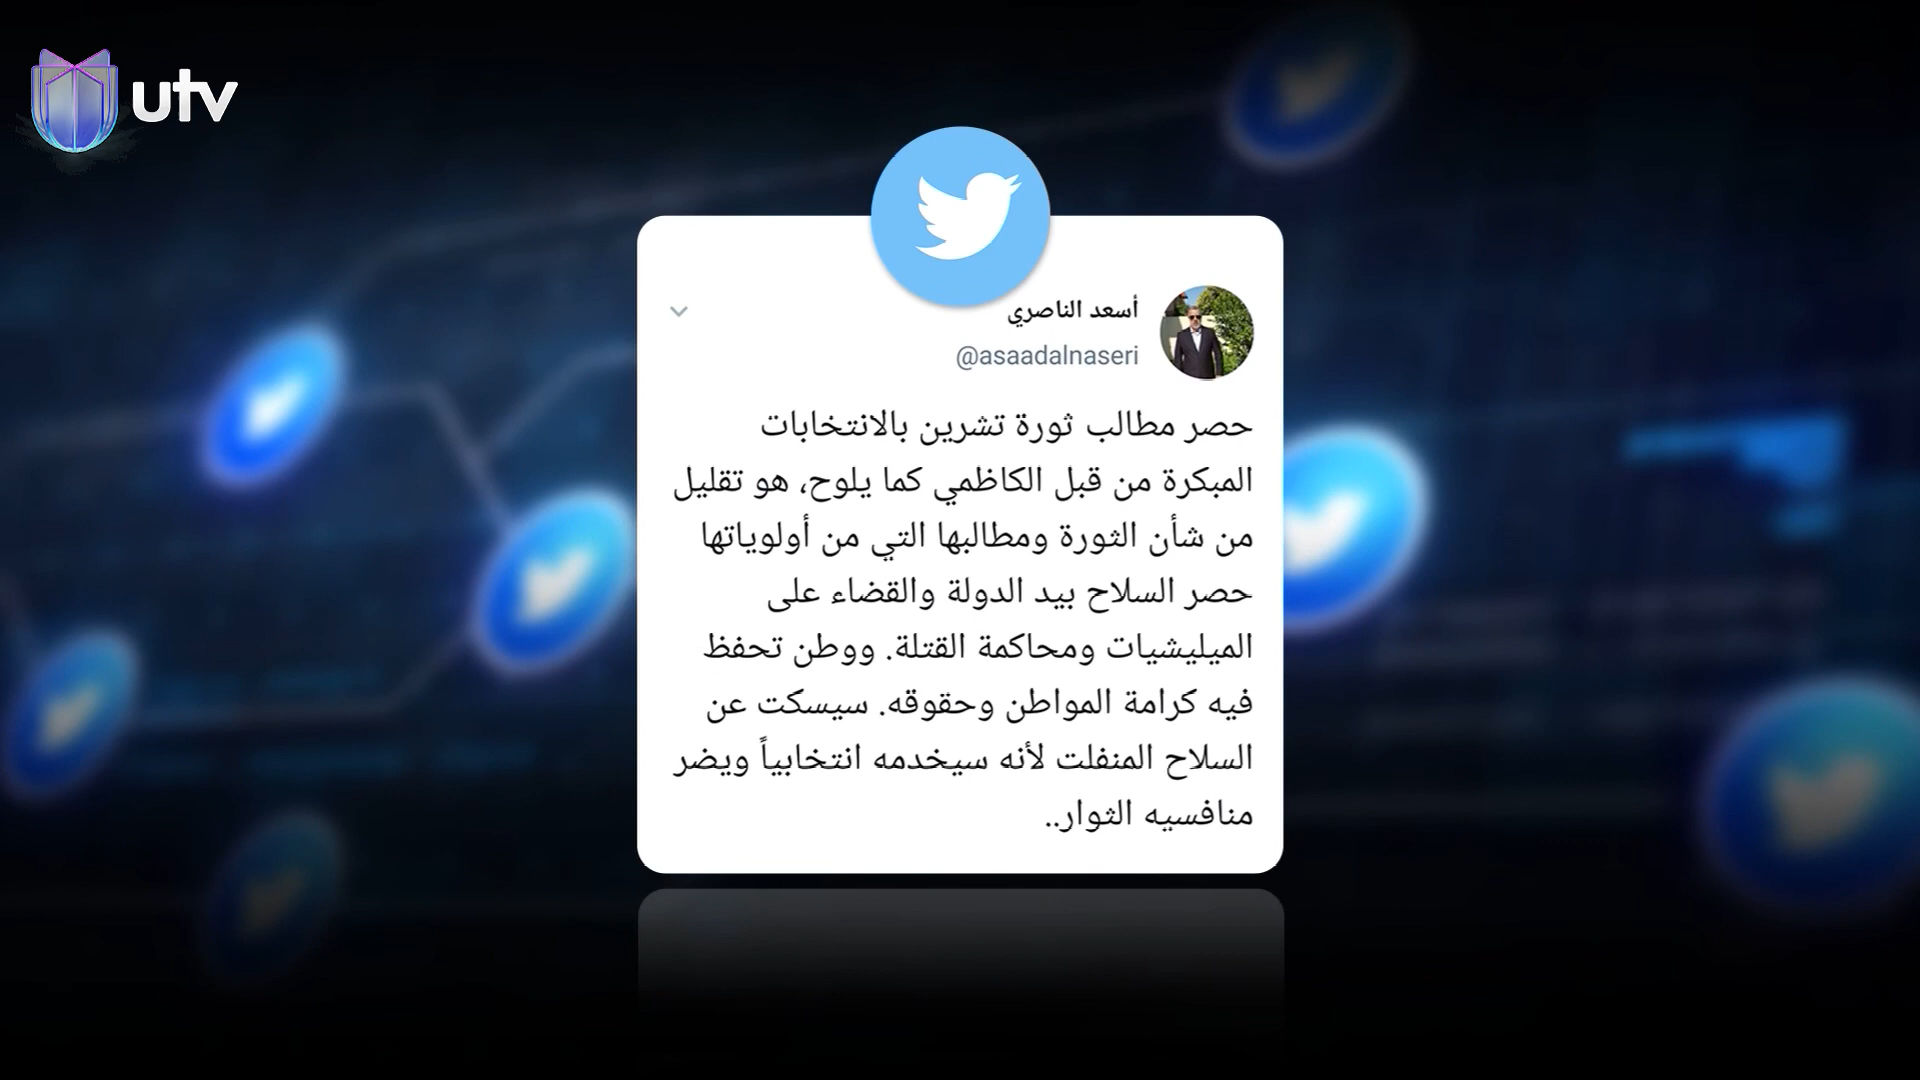 utv
أسعد الناصري
@asaadalnaseri
حصر مطالب ثورة تشرين بالانتخابات
المبكرة من قبل الكاظمي كما يلوح، هو تقليل
من شأن الثورة ومطالبها التي من أولوياتها
حصر السلاح بيد الدولة والقضاء على
الميليشيات ومحاكمة القتلة. ووطن تحفظ
فيه كرامة المواطن وحقوقه. سيسكت عن
السلاح المنفلت لأنه سيخدمه انتخابياً ويضر
منافسيه الثوار..